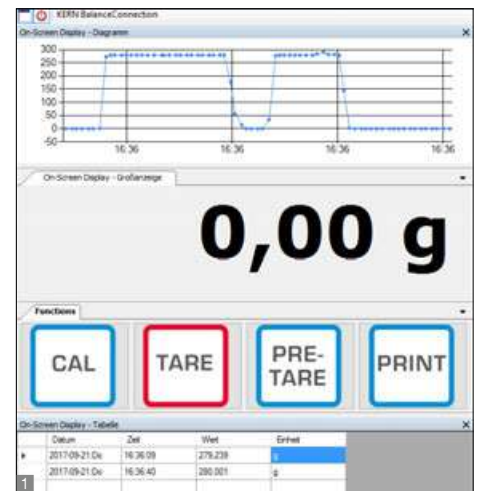 KERN BalanceConnection
On-Screen Display - Diagramm
300
250
200
150
100
50
0
-50
16:36 16:36 16:36 16:36
On-Screen Display - Großanzeige
0,00 g
Functions
CAL TARE PRE-TARE PRINT
On-Screen Display - Tabelle
Datum Zeit Wert Einheit
2017-09-21:Do 16:36:09 279.239 g
2017-09-21:Do 16:36:40 280.001 g
1